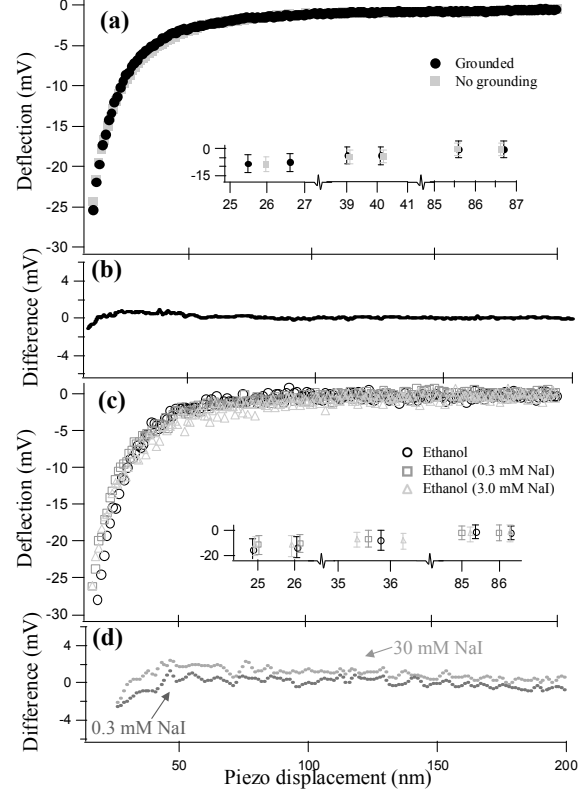 0
(a)
-5
Grounded
-10
No grounding
Deflection (mV)
-15
-20
0
-15
25 26 27 39 40 41 85 86 87
-25
-30
(b)
4
Difference (mV)
0
-4
0
(c)
-5
Ethanol
Ethanol (0.3 mM NaI)
-10
Ethanol (3.0 mM NaI)
Deflection (mV)
-15
0
-20
-20
25 26 35 36 85 86
-25
-30
(d)
4
30 mM NaI
Difference (mV)
0
-4
0.3 mM NaI
50 100 150 200
Piezo displacement (nm)